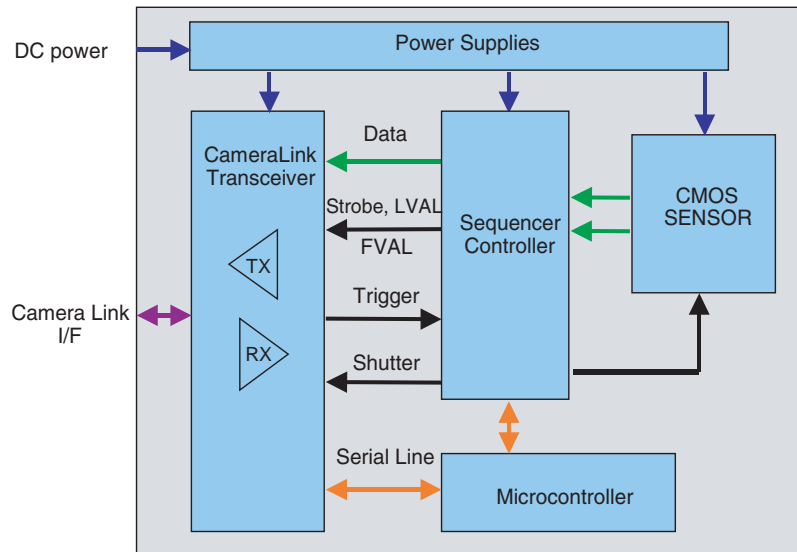 DC power
Power Supplies
CameraLink
Transceiver
Data
Strobe, LVAL
FVAL
Trigger
Shutter
Serial Line
TX
RX
Sequencer
Controller
CMOS
SENSOR
Camera Link
I/F
Microcontroller